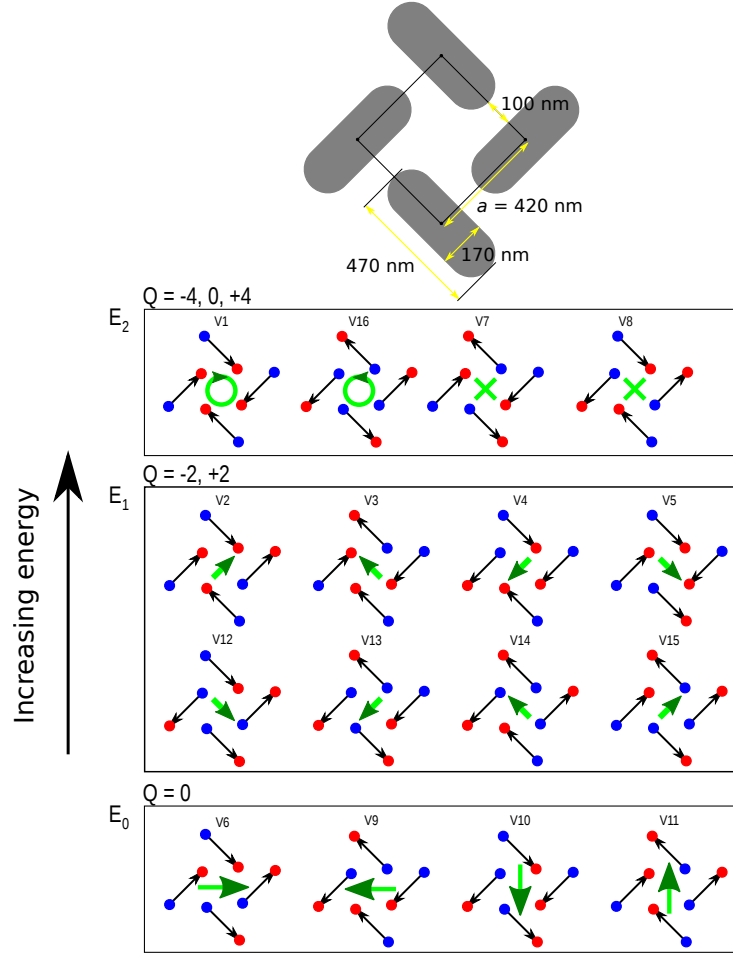 100 nm
a = 420 nm
170 nm
470 nm
Q = -4, 0, +4
E2
V1 V16 V7 V8
Q = -2, +2
E1
V2 V3 V4 V5
V12 V13 V14 V15
Increasing energy
Q = 0
E0
V6 V9 V10 V11